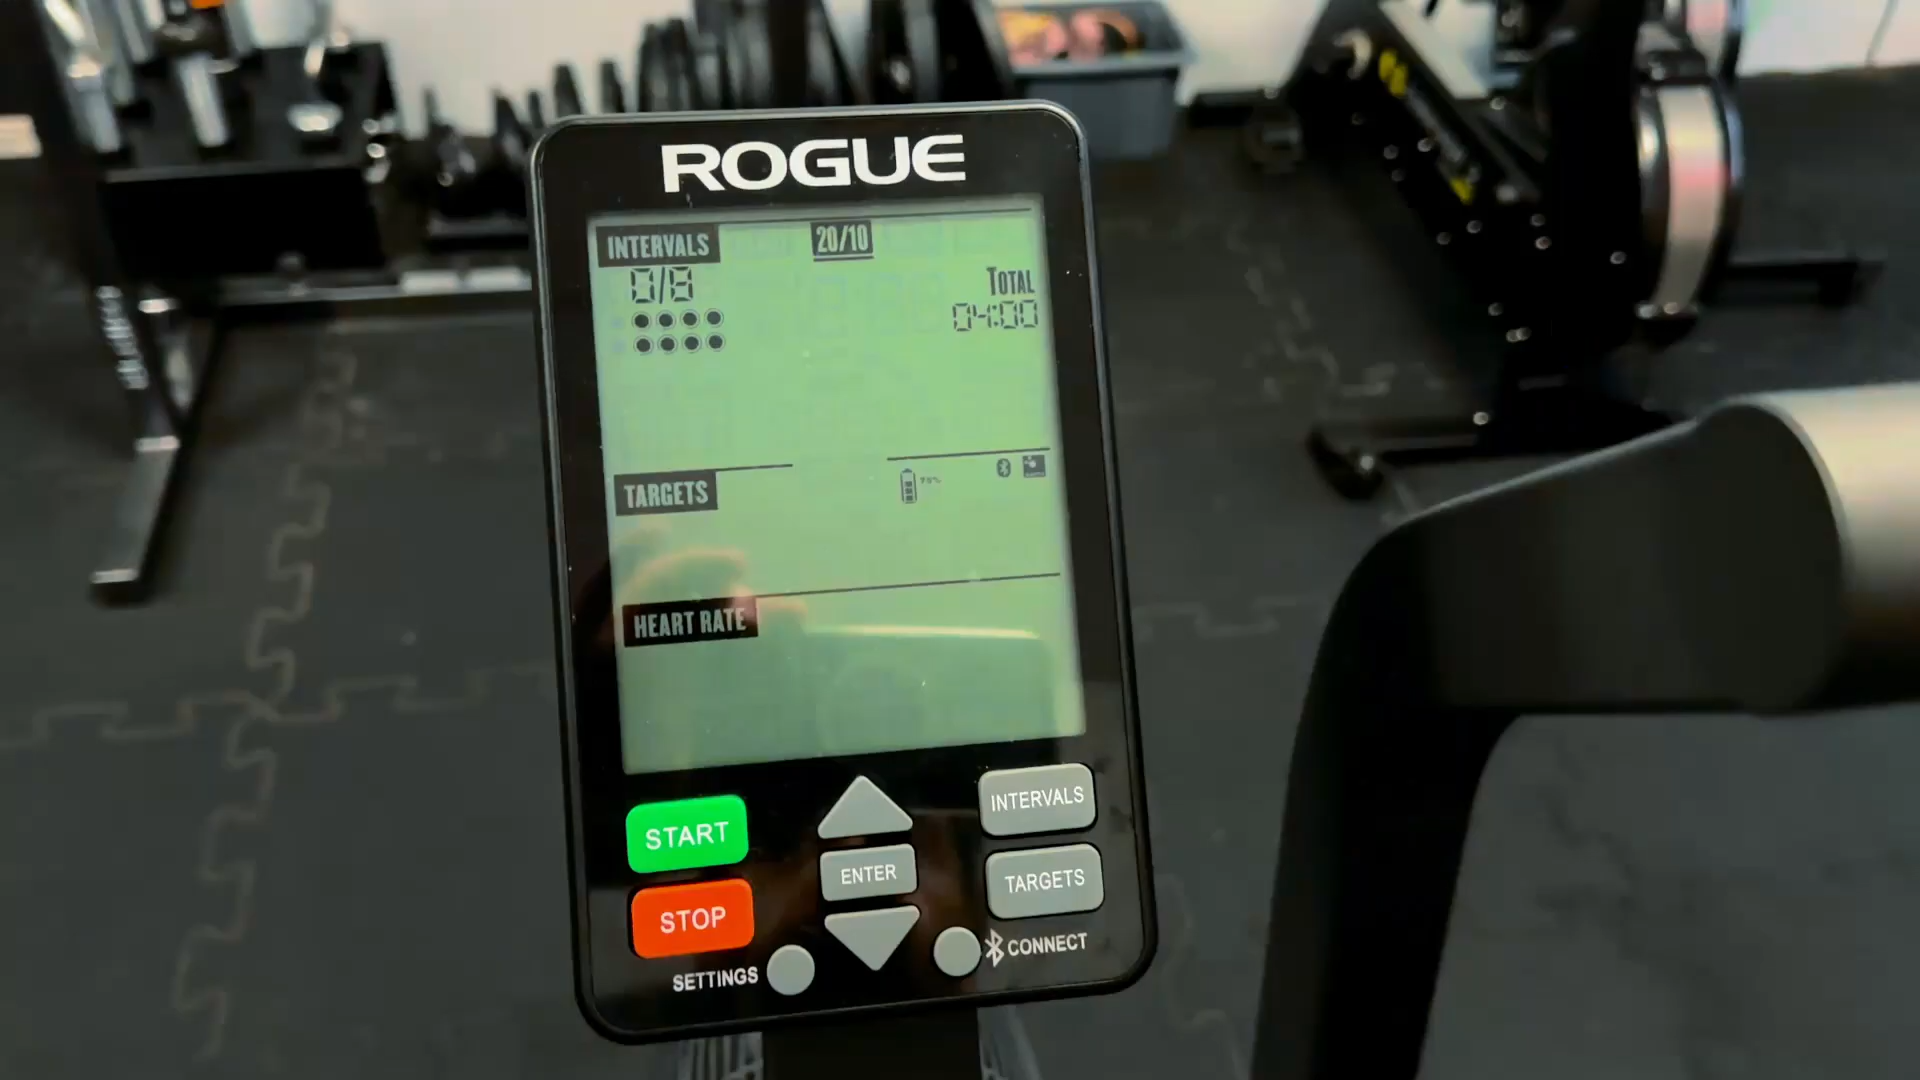 ROGUE
INTERVALS 20/10
0/8
TOTAL
04:00
TARGETS
HEART RATE
START
STOP
SETTINGS
ENTER
INTERVALS
TARGETS
CONNECT